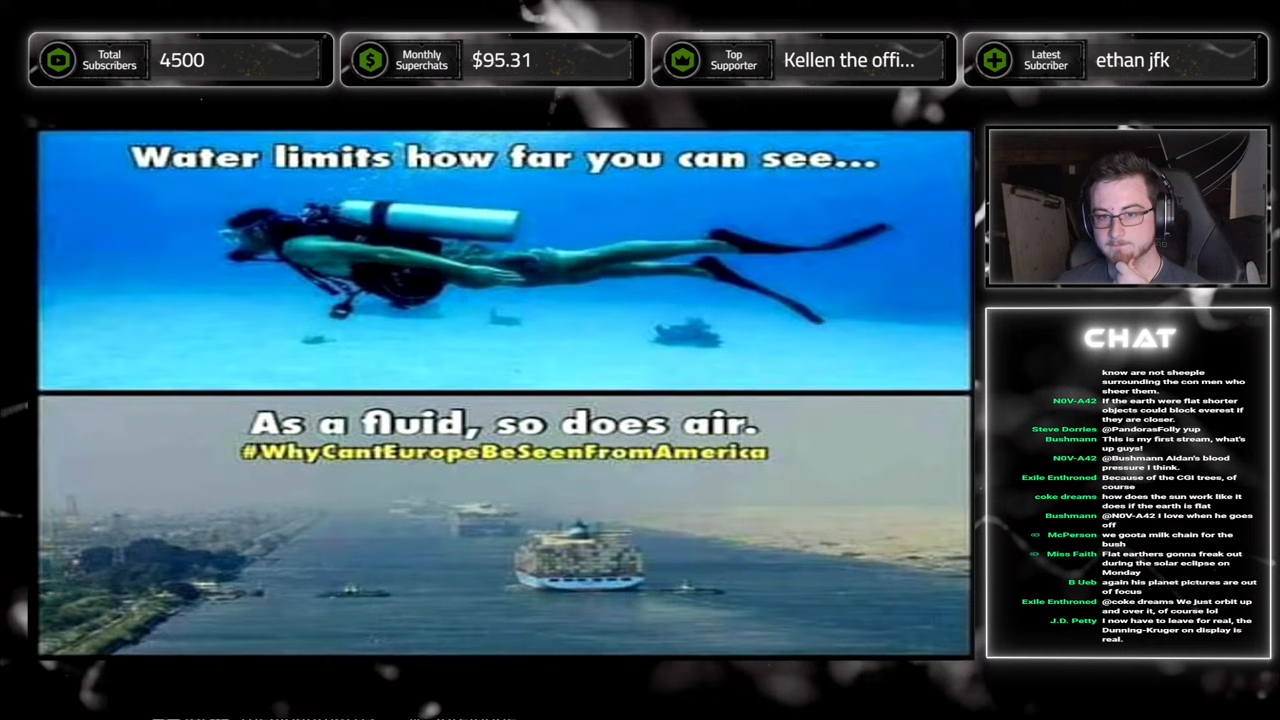 Total
Subscribers
4500
Monthly
Superchats
$95.31
Top
Supporter
Kellen the offi...
Latest
Subcriber
ethan jfk
Water limits how far you can see...
As a fluid, so does air.
#WhyCantEuropeBeSeenFromAmerica
CHAT
know are not sheeple
surrounding the con men who
sheer them.
N0V-A42 If the earth were flat shorter
objects could block everest if
they are closer.
Steve Dorries @PandorasFolly yup
Bushmann This is my first stream, what's
up guys!
N0V-A42 @Bushmann Aidan's blood
pressure I think.
Exile Enthroned Because of the CGI trees, of
course
coke dreams how does the sun work like it
does if the earth is flat
Bushmann @N0V-A42 I love when he goes
off
McPerson we goota milk chain for the
bush
Miss Faith Flat earthers gonna freak out
during the solar eclipse on
Monday
B Ueb again his planet pictures are out
of focus
Exile Enthroned @coke dreams We just orbit up
and over it, of course lol
J.D. Petty I now have to leave for real, the
Dunning-Kruger on display is
real.